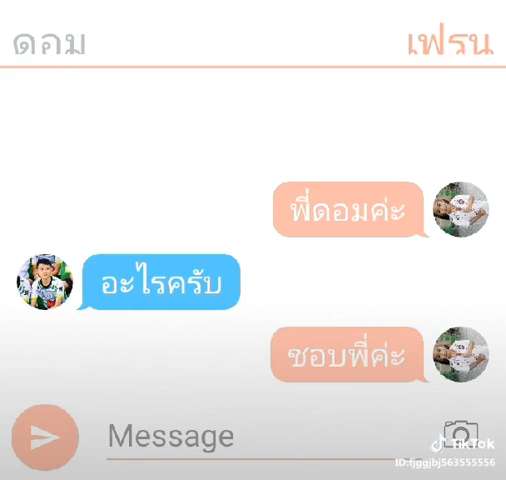 ดอม
เฟรน
พี่ดอมค่ะ
อะไรครับ
ชอบพี่ค่ะ
Message
TikTok
ID:fjggjbj563555556